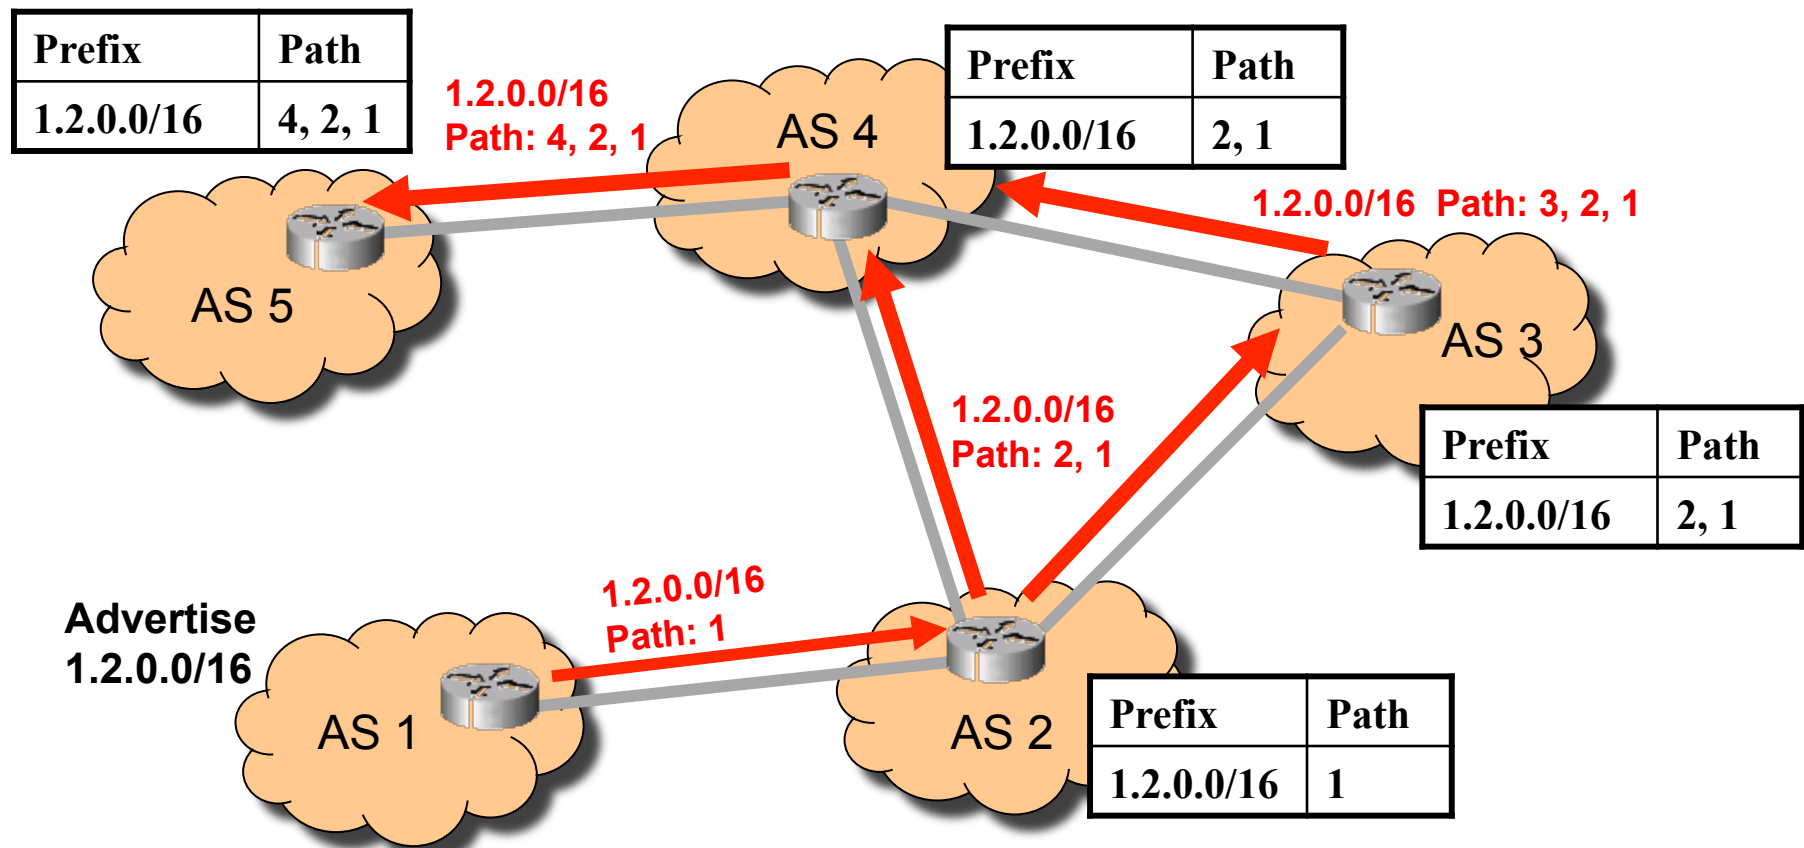 Prefix Path
1.2.0.0/16 4, 2, 1
1.2.0.0/16
Path: 4, 2, 1
AS 4
Prefix Path
1.2.0.0/16 2, 1
1.2.0.0/16 Path: 3, 2, 1
AS 5
AS 3
1.2.0.0/16
Path: 2, 1
Prefix Path
1.2.0.0/16 2, 1
Advertise
1.2.0.0/16
1.2.0.0/16
Path: 1
AS 1
AS 2
Prefix Path
1.2.0.0/16 1